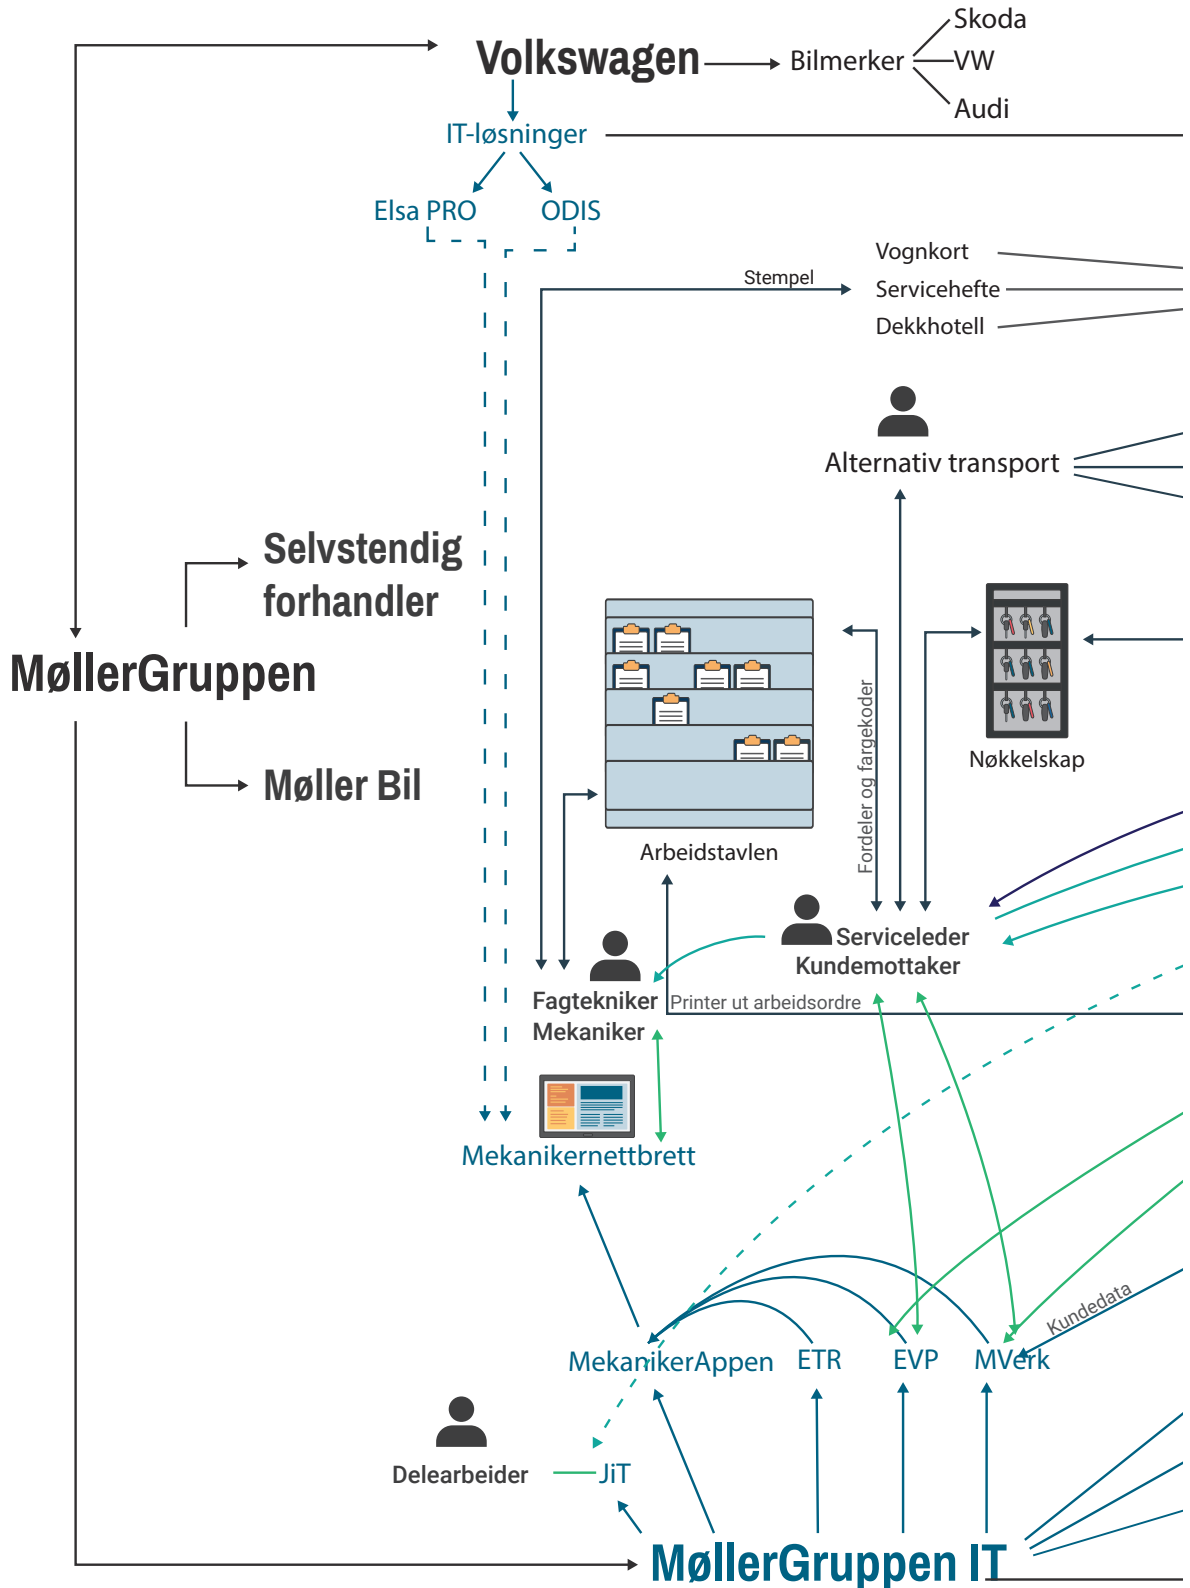 Skoda
Volkswagen
Bilmerker
VW
Audi
IT-løsninger
Elsa PRO
ODIS
Vognkort
Stempel
Servicehefte
Dekkhotell
Alternativ transport
Selvstendig
forhandler
MøllerGruppen
Møller Bil
Nøkkelskap
Fordeler og fargekoder
Arbeidstavlen
Serviceleder
Kundemottaker
Fagtekniker
Mekaniker
Printer ut arbeidsordre
Mekanikernettbrett
Kundedata
MekanikerAppen
ETR
EVP
MVerk
Delearbeider
JiT
MøllerGruppen IT